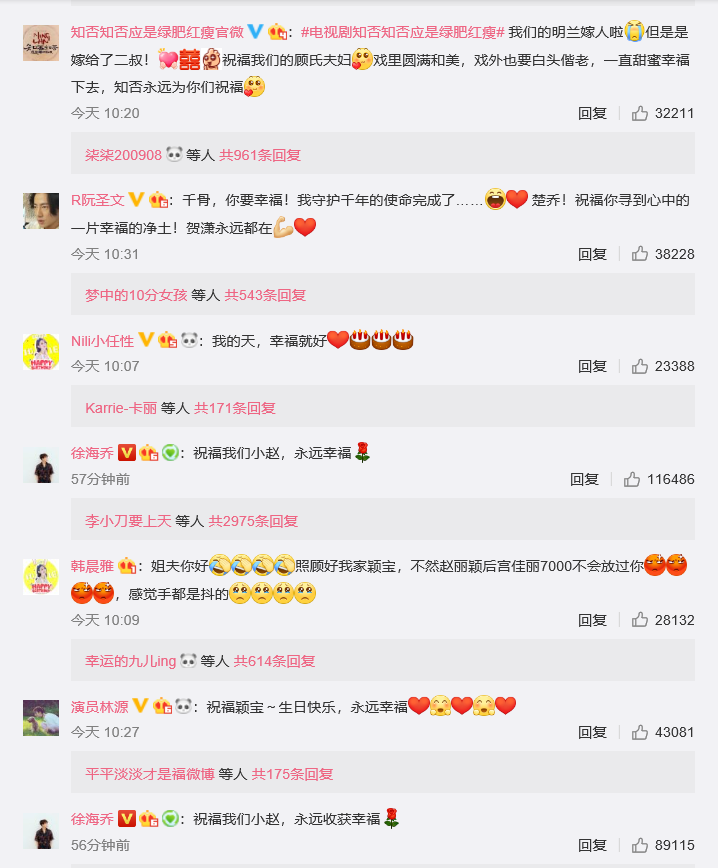 知否知否应是绿肥红瘦官微：#电视剧知否知否应是绿肥红瘦# 我们的明兰嫁人啦但是是
嫁给了二叔！祝福我们的顾氏夫妇戏里圆满和美，戏外也要白头偕老，一直甜蜜幸福
下去，知否永远为你们祝福
今天 10:20 回复 32211
柒柒200908 等人 共961条回复
R阮圣文：千骨，你要幸福！我守护千年的使命完成了…… 楚乔！祝福你寻到心中的
一片幸福的净土！贺潇永远都在
今天 10:31 回复 38228
梦中的10分女孩 等人 共543条回复
Nili小任性：我的天，幸福就好
今天 10:07 回复 23388
Karrie-卡丽 等人 共171条回复
徐海乔：祝福我们小赵，永远幸福
57分钟前 回复 116486
李小刀要上天 等人 共2975条回复
韩晨雅：姐夫你好照顾好我家颖宝，不然赵丽颖后宫佳丽7000不会放过你
，感觉手都是抖的
今天 10:09 回复 28132
幸运的九儿ing 等人 共614条回复
演员林源：祝福颖宝～生日快乐，永远幸福
今天 10:27 回复 43081
平平淡淡才是福微博 等人 共175条回复
徐海乔：祝福我们小赵，永远收获幸福
56分钟前 回复 89115